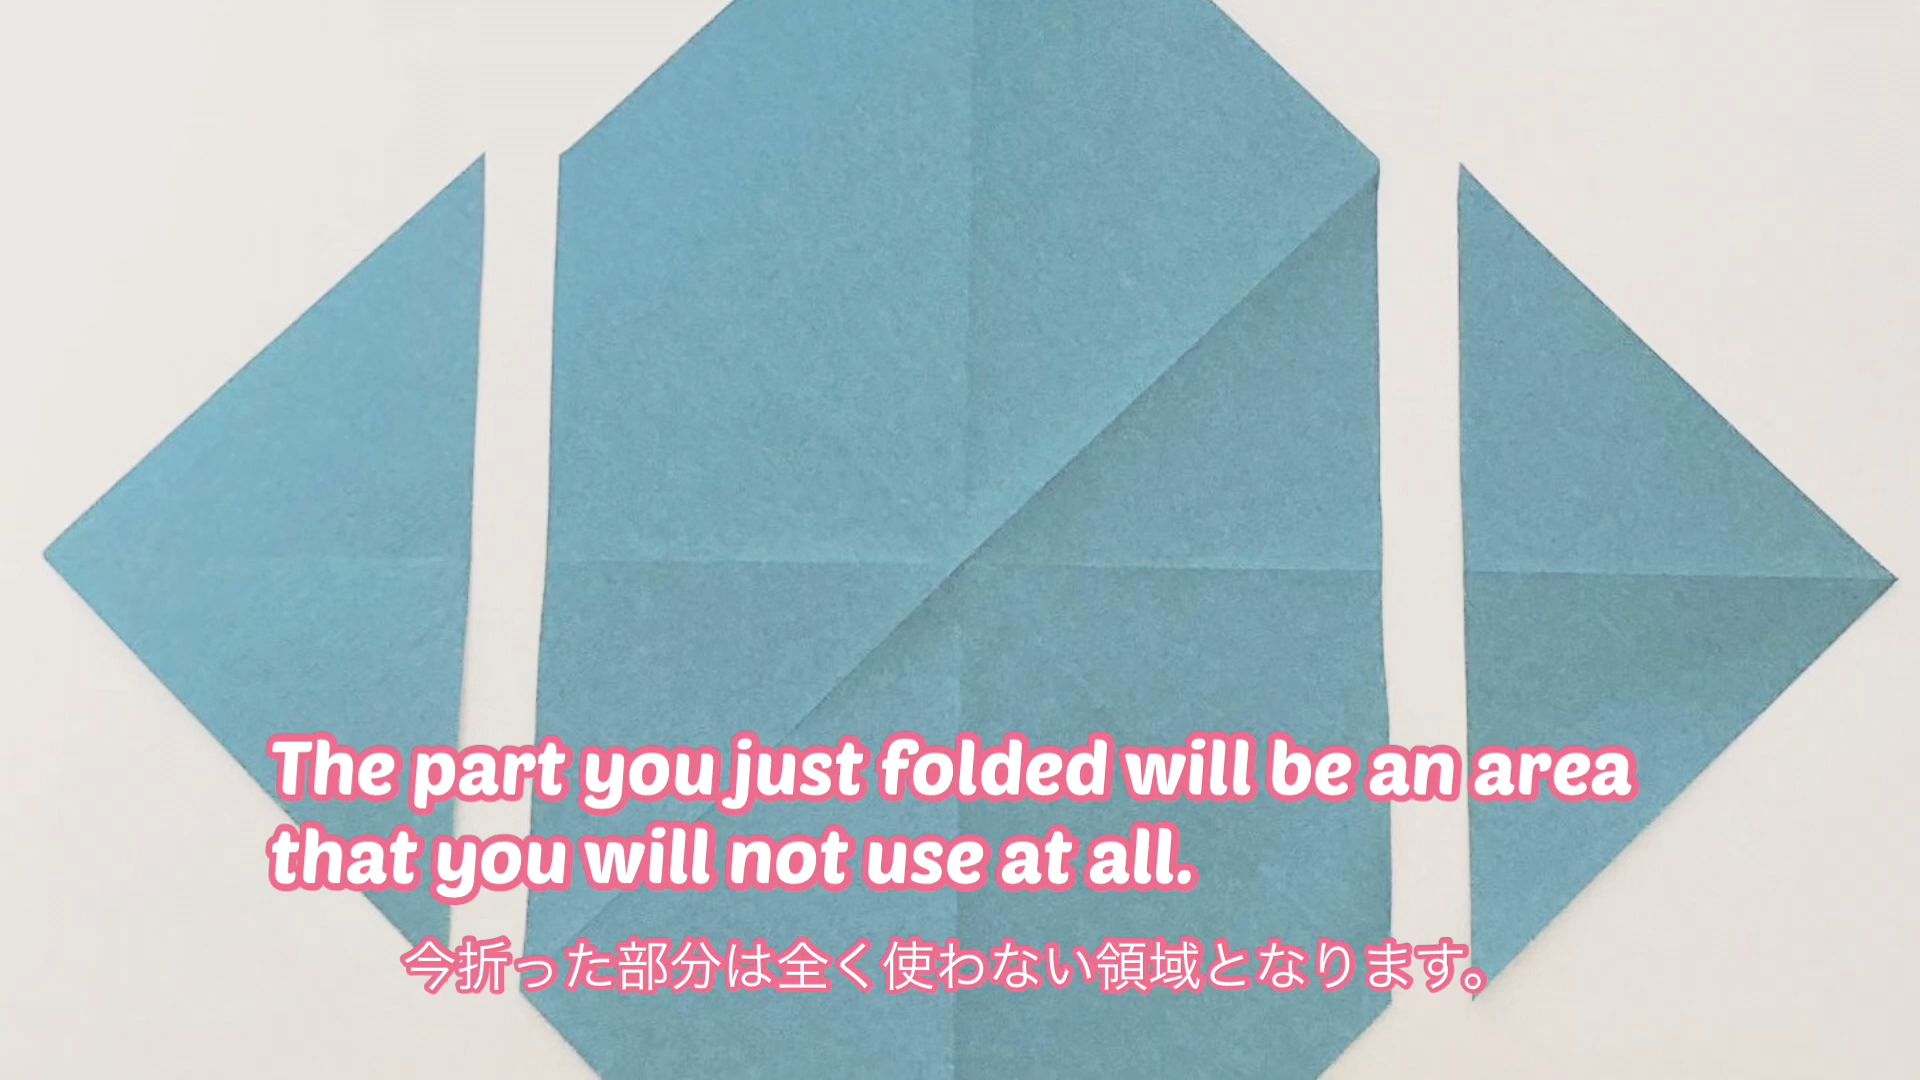 The part you just folded will be an area
that you will not use at all.
今折った部分は全く使わない領域となります。